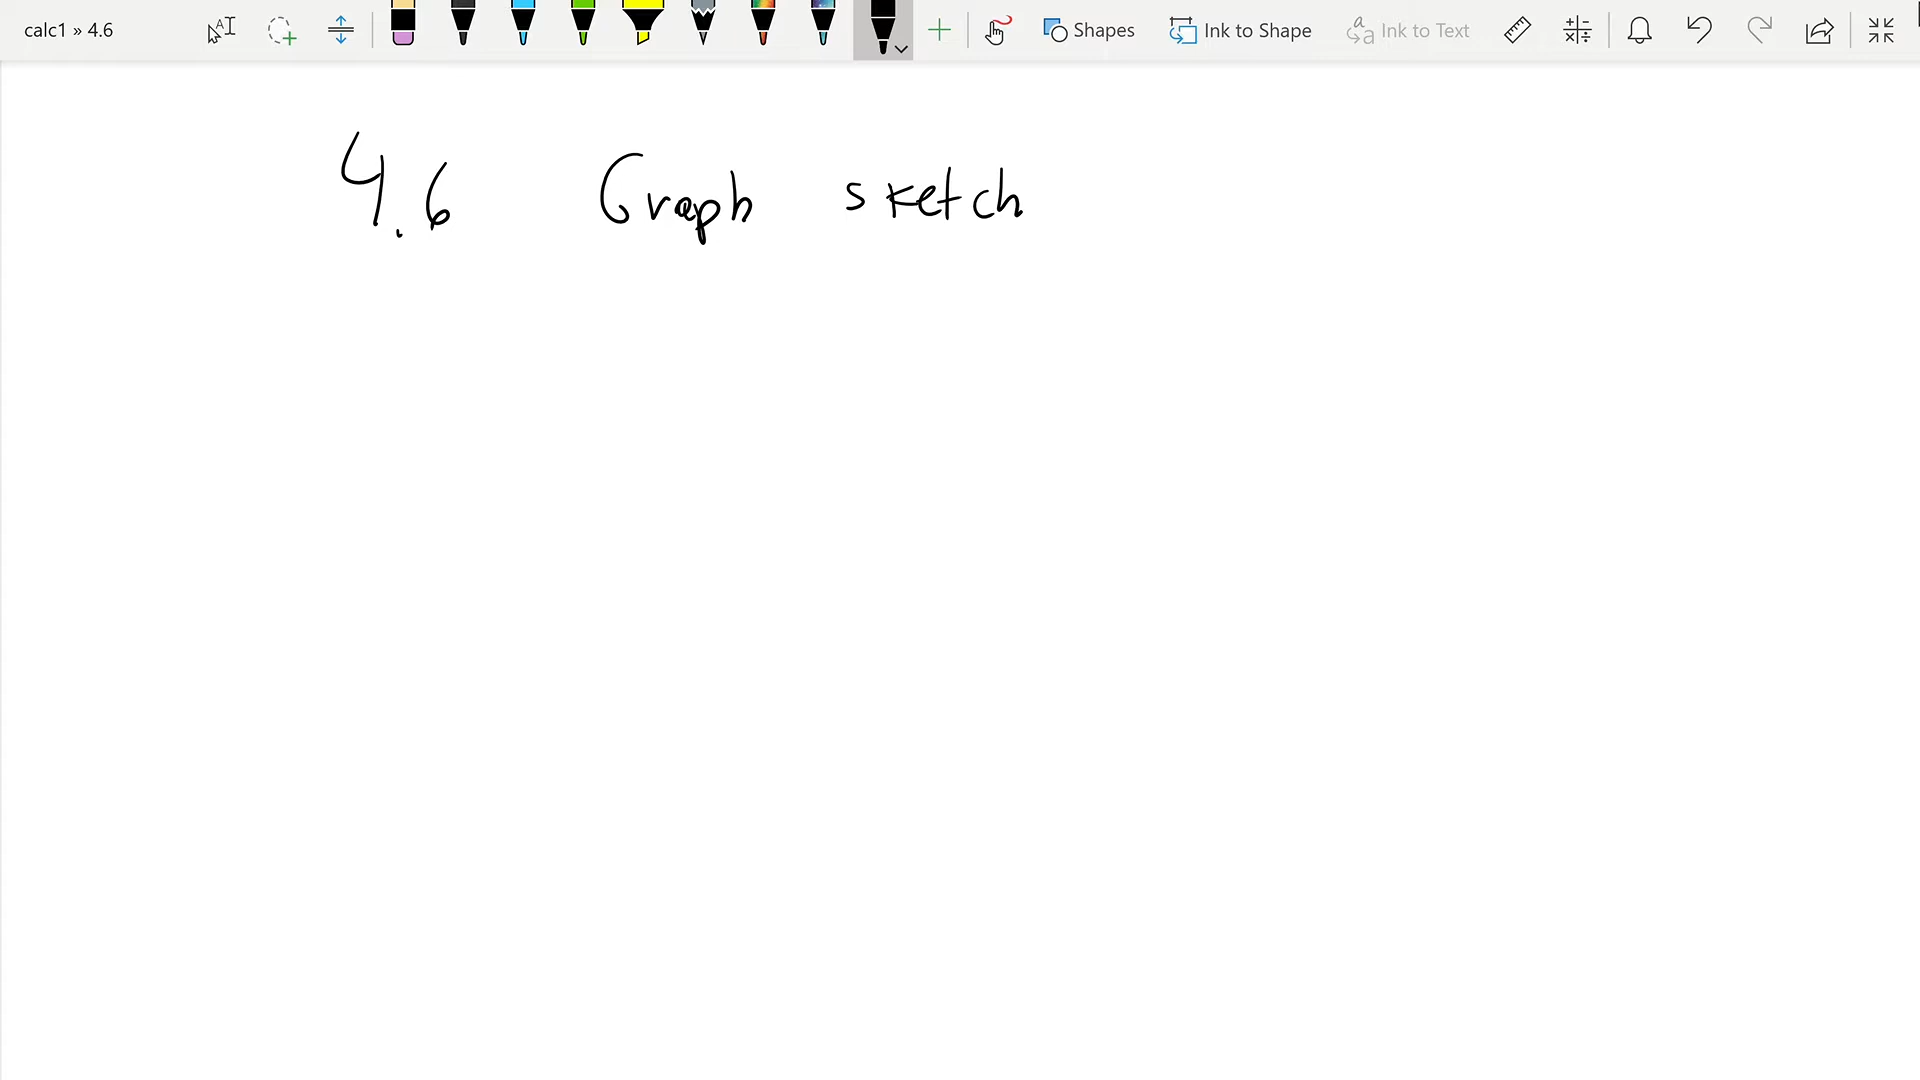 calc1 » 4.6
Shapes
Ink to Shape
Ink to Text
4.6 Graph sketch